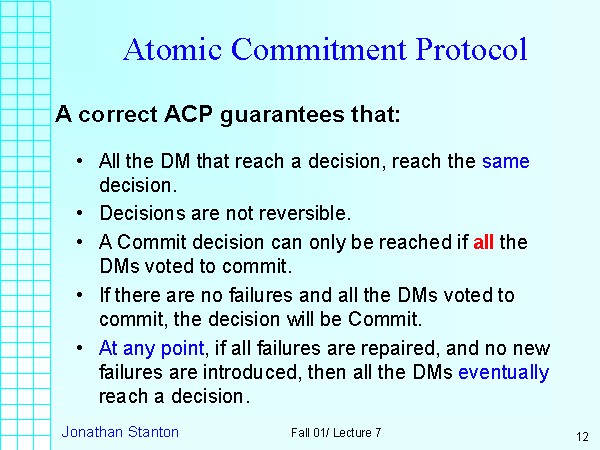 Atomic Commitment Protocol
A correct ACP guarantees that:
• All the DM that reach a decision, reach the same
decision.
• Decisions are not reversible.
• A Commit decision can only be reached if all the
DMs voted to commit.
• If there are no failures and all the DMs voted to
commit, the decision will be Commit.
• At any point, if all failures are repaired, and no new
failures are introduced, then all the DMs eventually
reach a decision.
Jonathan Stanton
Fall 01/ Lecture 7
12